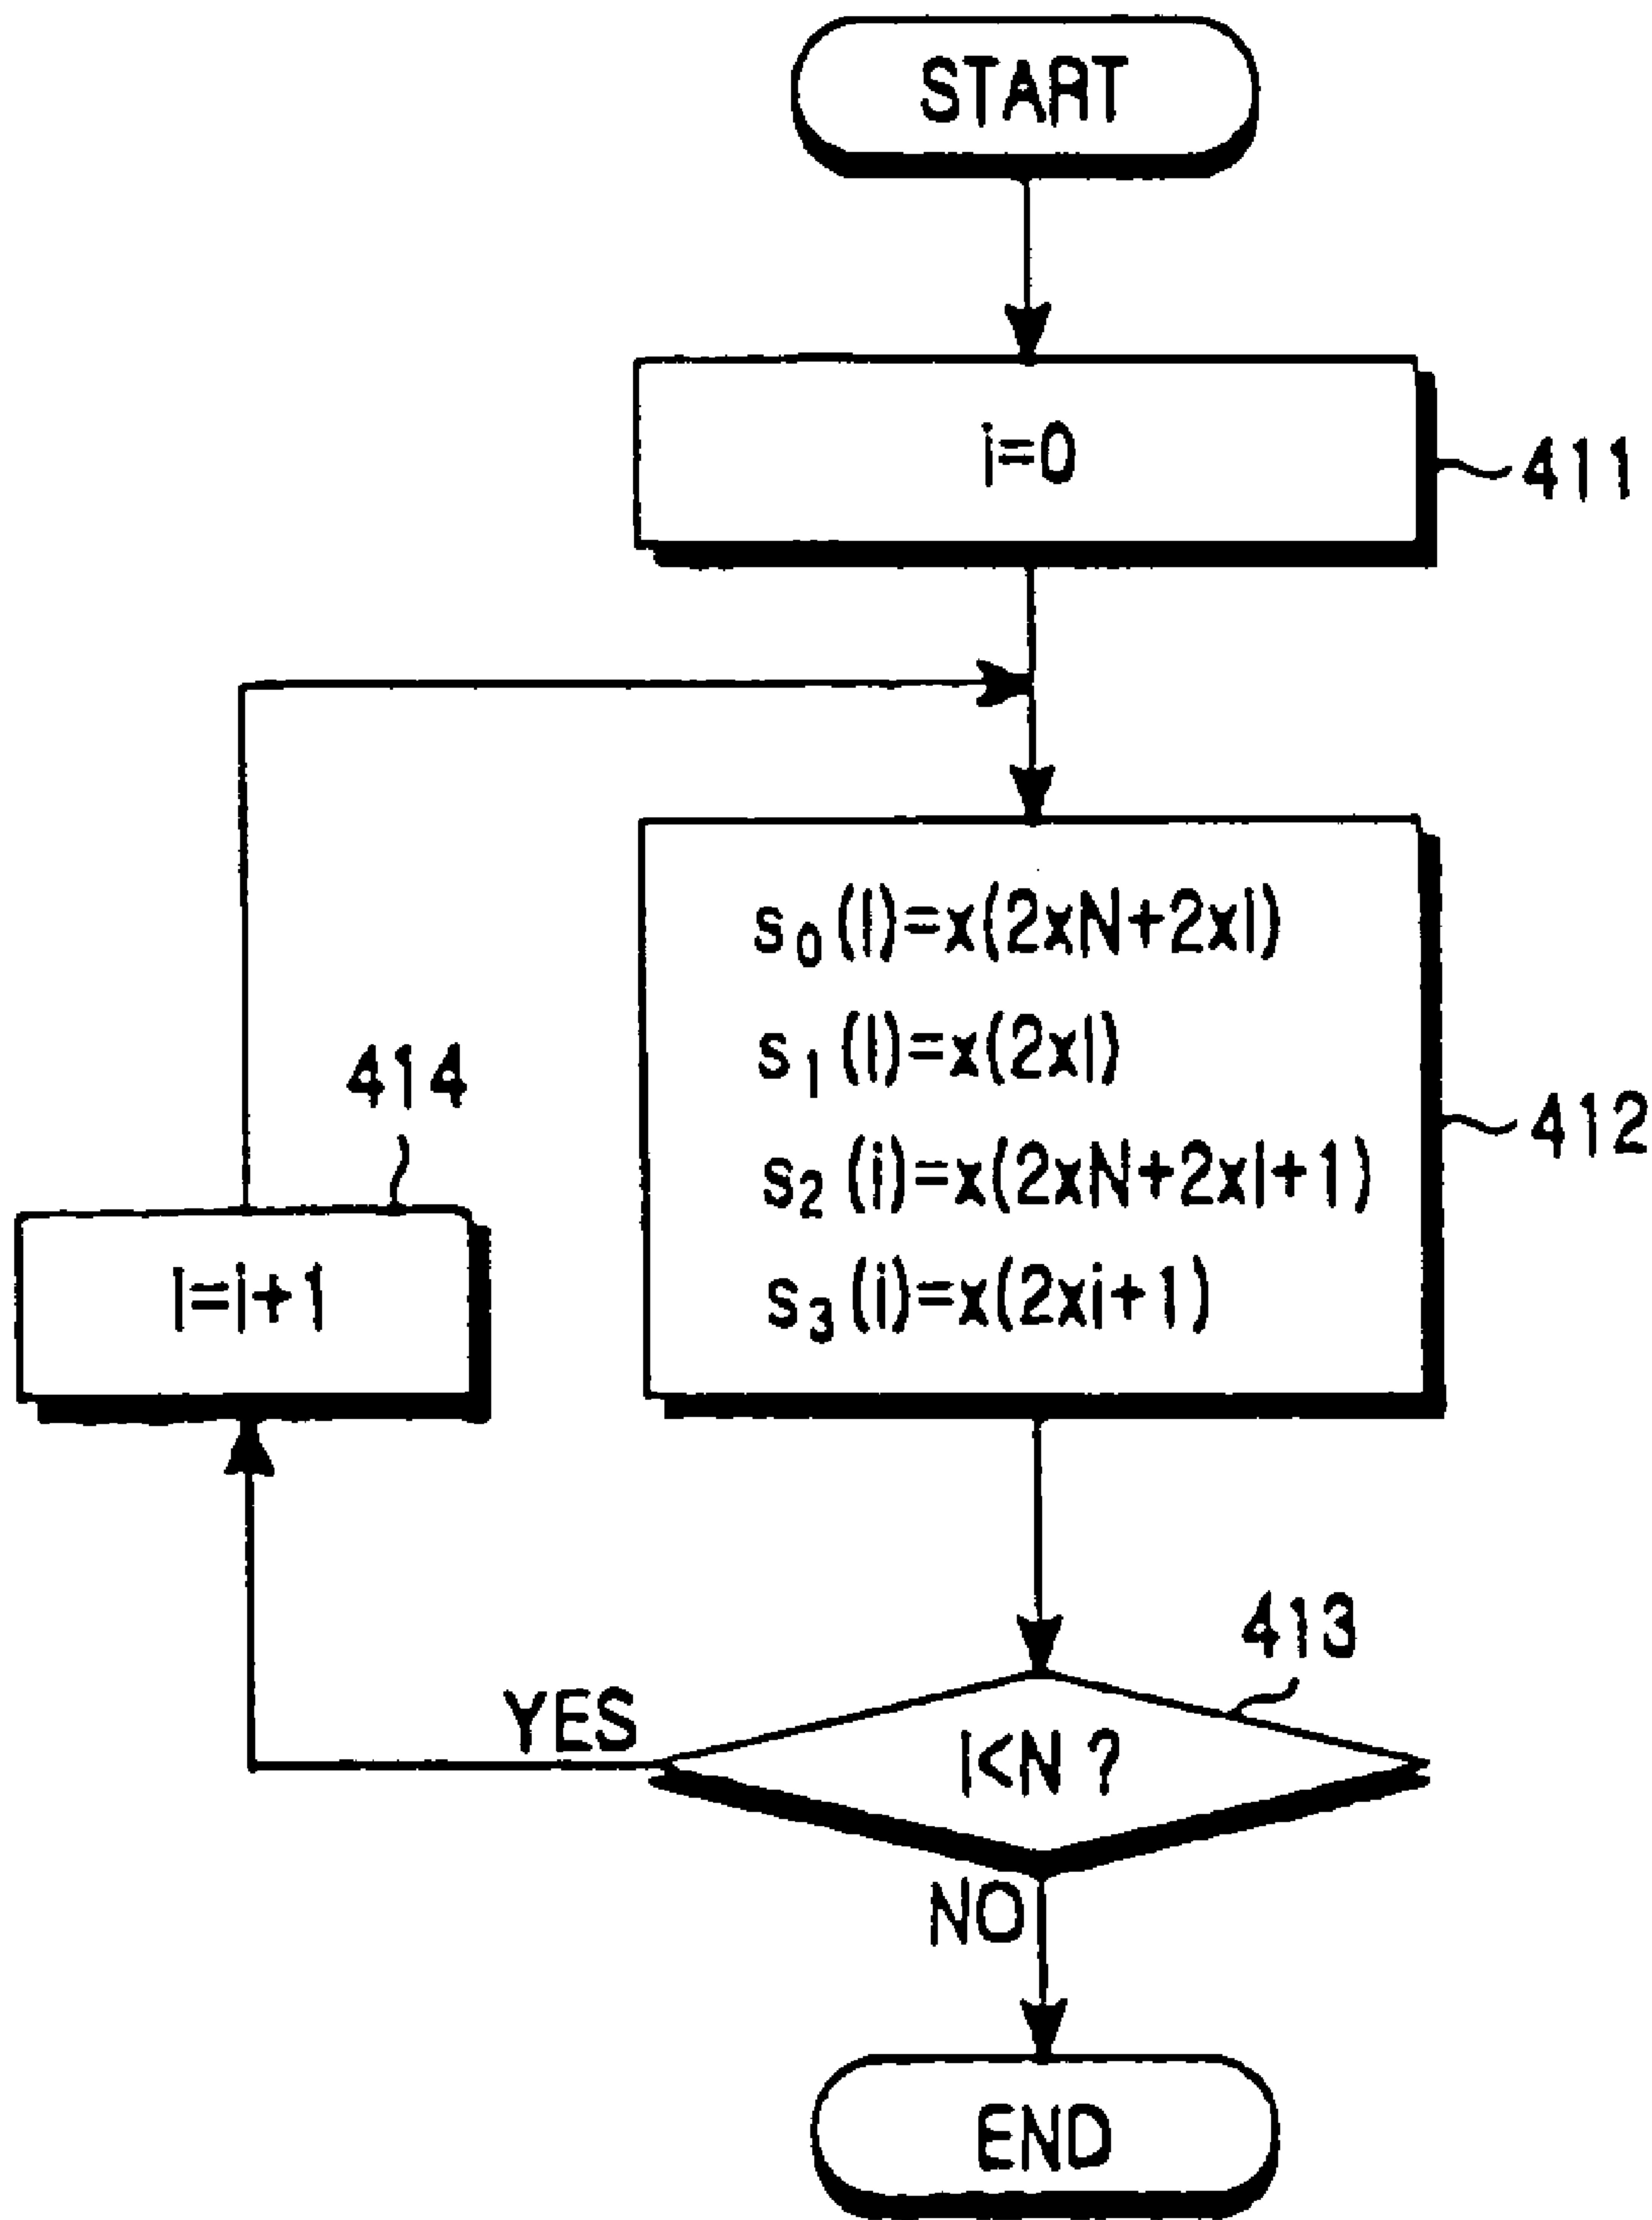 START
i=0
411
s₀(i)=x(2xN+2xi)
s₁(i)=x(2xi)
414
412
s₂(i)=x(2xN+2xi+1)
i=i+1
s₃(i)=x(2xi+1)
413
YES
i<N ?
NO
END